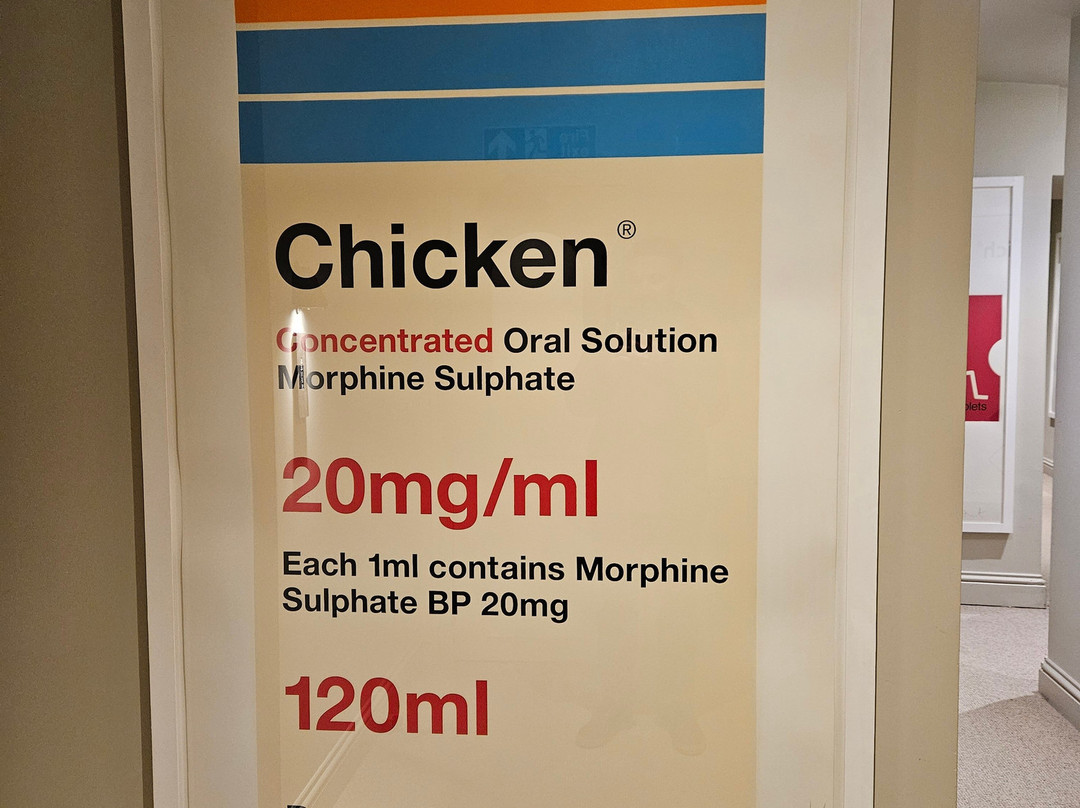 Chicken®
Concentrated Oral Solution
Morphine Sulphate
20mg/ml
Each 1ml contains Morphine
Sulphate BP 20mg
120ml